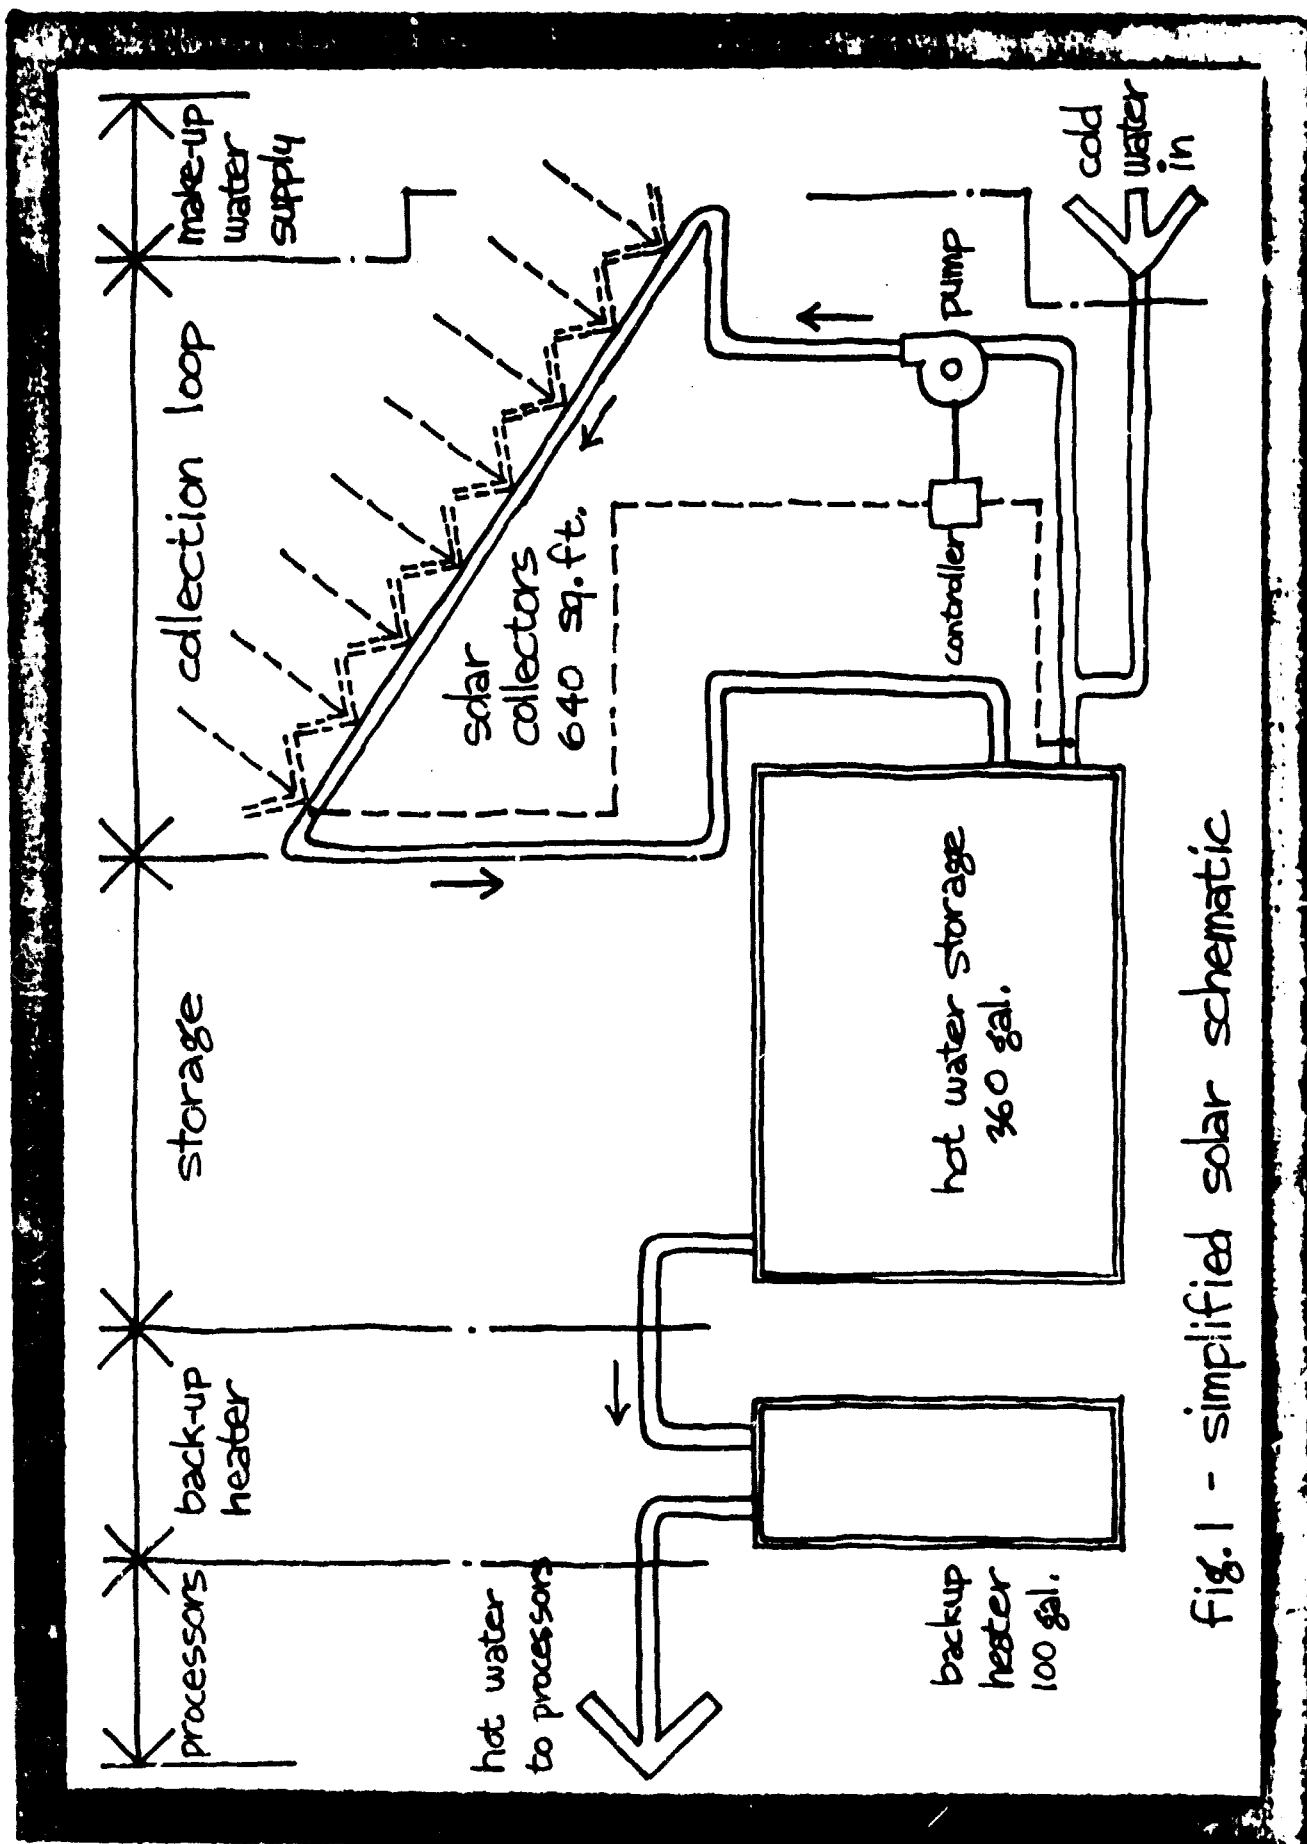 processors
back-up
heater
storage
collection loop
make-up
water
supply
hot water
to processors
solar
collectors
640 sq.ft.
backup
heater
100 gal.
hot water storage
360 gal.
controller
pump
cold
water
in
fig.1 - simplified solar schematic